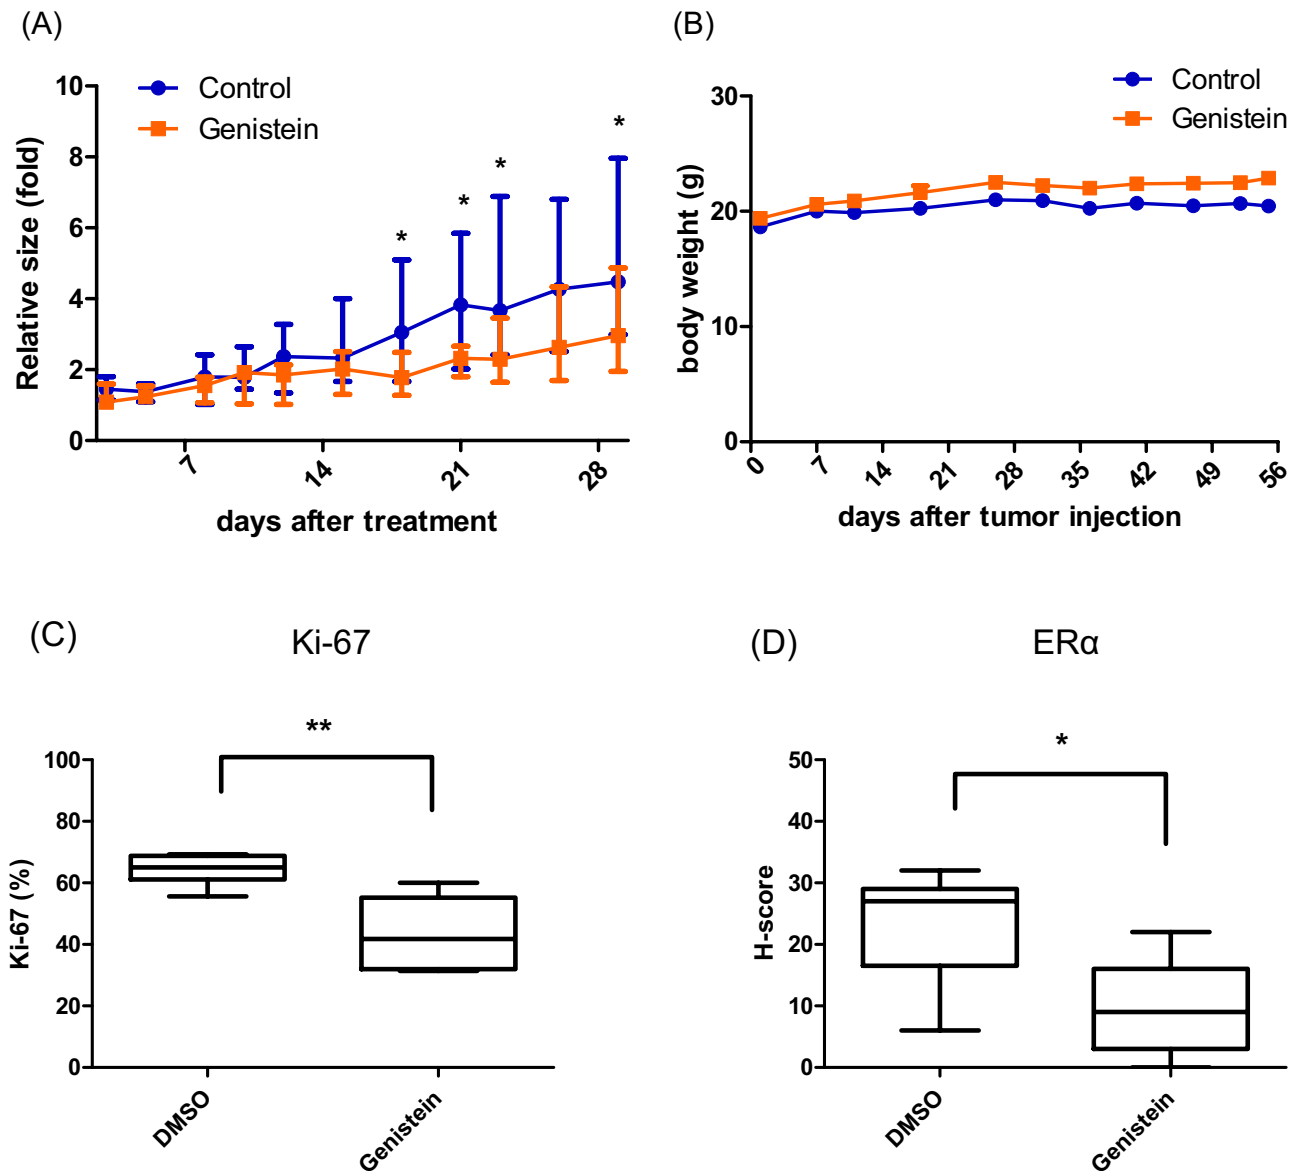 (A)
Control
Genistein
10
8
6
4
2
0
Relative size (fold)
*
*
*
*
7
14
21
28
days after treatment
(B)
Control
Genistein
30
20
10
0
body weight (g)
0
7
14
21
28
35
42
49
56
days after tumor injection
(C)
Ki-67
**
100
80
60
40
20
0
Ki-67 (%)
DMSO
Genistein
(D)
ERα
*
50
40
30
20
10
0
H-score
DMSO
Genistein